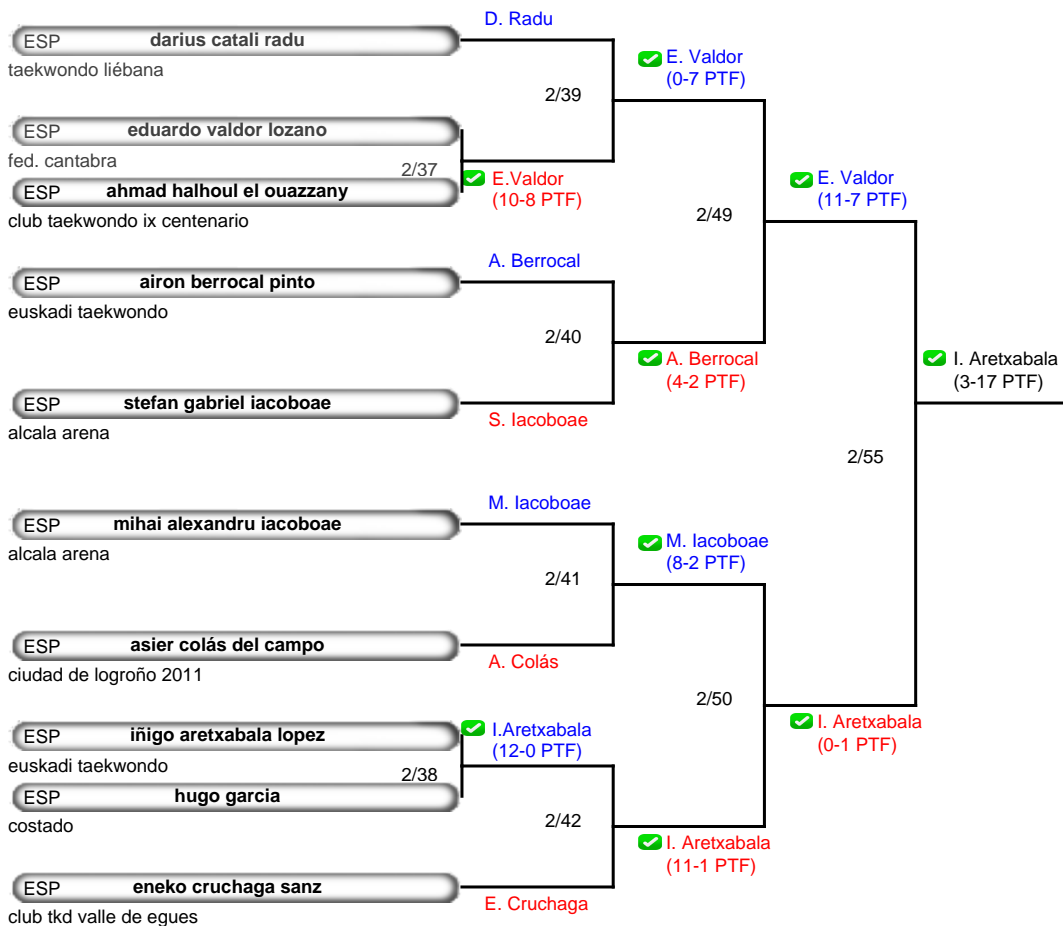 D. Radu
ESP darius catali radu
taekwondo liébana
E. Valdor
(0-7 PTF)
2/39
ESP eduardo valdor lozano
fed. cantabra
2/37
ESP ahmad halhoul el ouazzany
club taekwondo ix centenario
E.Valdor
(10-8 PTF)
E. Valdor
(11-7 PTF)
2/49
A. Berrocal
ESP airon berrocal pinto
euskadi taekwondo
2/40
A. Berrocal
(4-2 PTF)
I. Aretxabala
(3-17 PTF)
ESP stefan gabriel iacoboae
alcala arena
S. Iacoboae
2/55
M. Iacoboae
ESP mihai alexandru iacoboae
alcala arena
M. Iacoboae
(8-2 PTF)
2/41
ESP asier colás del campo
ciudad de logroño 2011
A. Colás
2/50
I. Aretxabala
(0-1 PTF)
ESP iñigo aretxabala lopez
euskadi taekwondo
I.Aretxabala
(12-0 PTF)
2/38
ESP hugo garcia
costado
2/42
I. Aretxabala
(11-1 PTF)
ESP eneko cruchaga sanz
club tkd valle de egues
E. Cruchaga